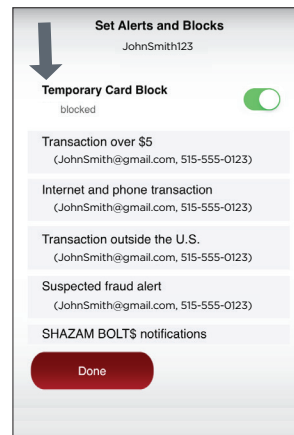 Set Alerts and Blocks
JohnSmith123
Temporary Card Block
blocked
Transaction over $5
(JohnSmith@gmail.com, 515-555-0123)
Internet and phone transaction
(JohnSmith@gmail.com, 515-555-0123)
Transaction outside the U.S.
(JohnSmith@gmail.com, 515-555-0123)
Suspected fraud alert
(JohnSmith@gmail.com, 515-555-0123)
SHAZAM BOLT$ notifications
Done